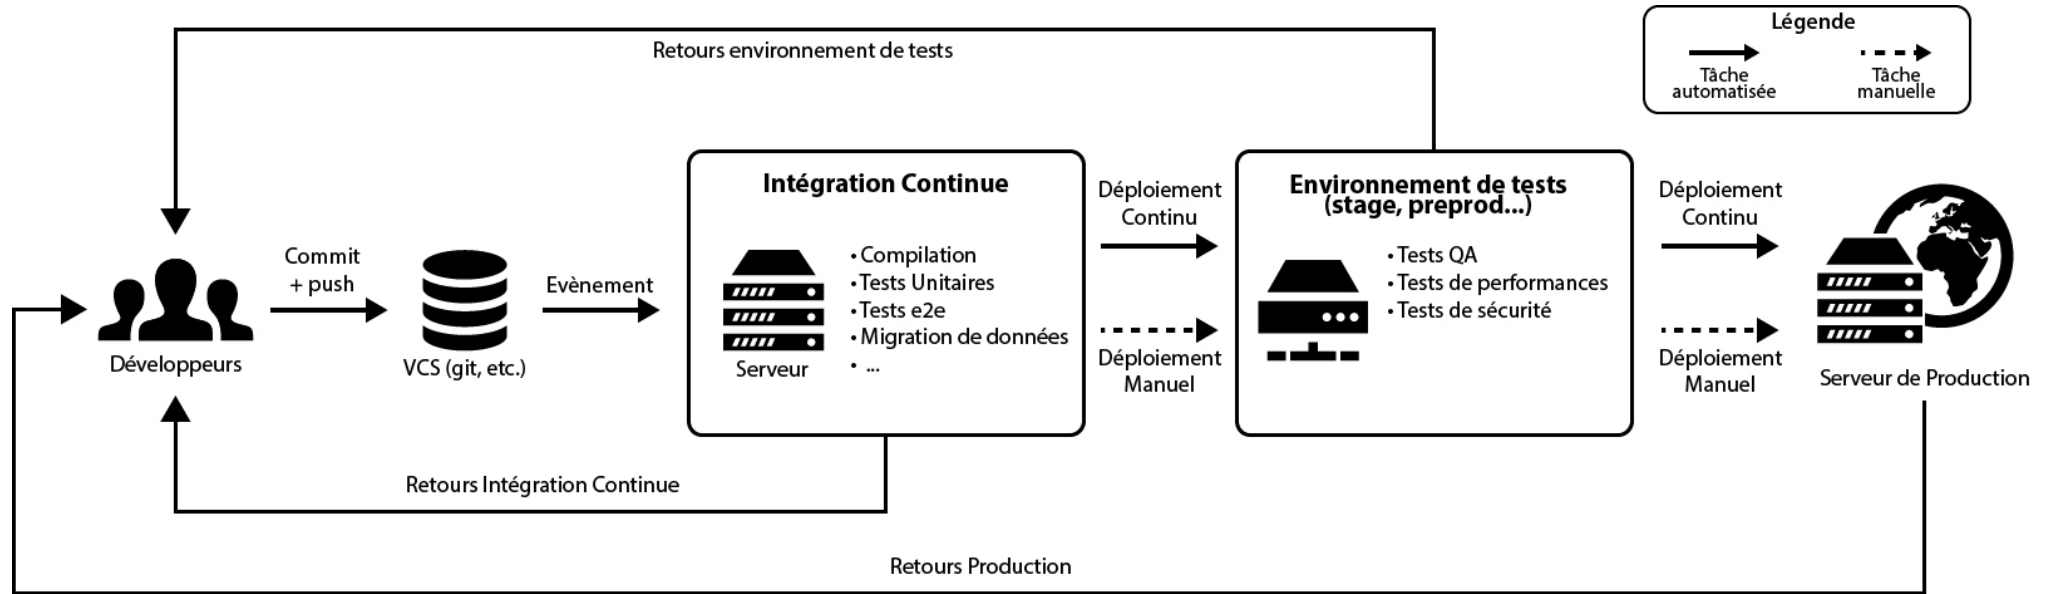 Retours environnement de tests
Légende
Tâche
automatisée
Tâche
manuelle
Développeurs
Commit
+ push
VCS (git, etc.)
Evènement
Intégration Continue
Serveur
• Compilation
• Tests Unitaires
• Tests e2e
• Migration de données
• ...
Déploiement
Continu
Déploiement
Manuel
Environnement de tests
(stage, preprod...)
• Tests QA
• Tests de performances
• Tests de sécurité
Déploiement
Continu
Déploiement
Manuel
Serveur de Production
Retours Intégration Continue
Retours Production